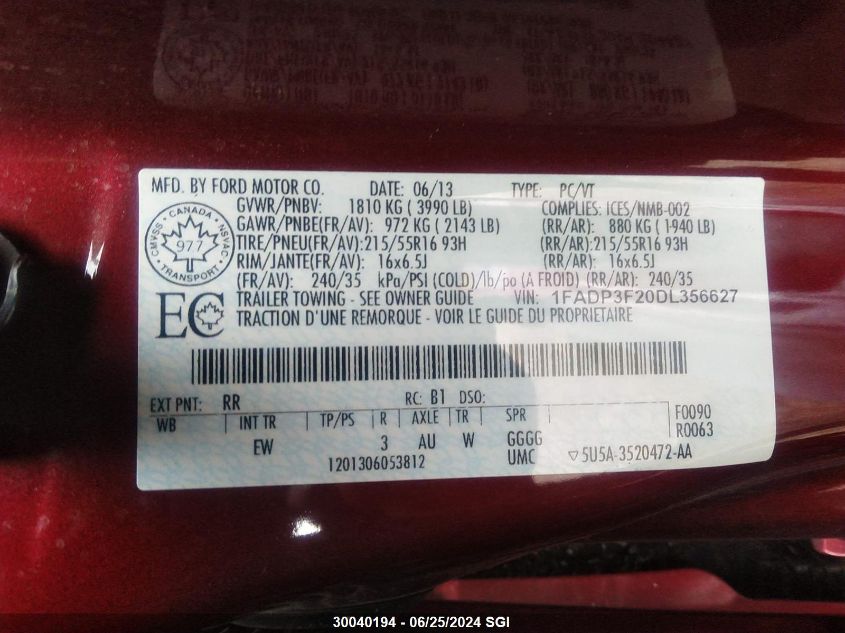 MFD. BY FORD MOTOR CO. DATE: 06/13 TYPE: PC/VT
GVWR/PNBV: 1810 KG ( 3990 LB) COMPLIES: ICES/NMB-002
GAWR/PNBE(FR/AV): 972 KG ( 2143 LB) (RR/AR): 880 KG ( 1940 LB)
TIRE/PNEU(FR/AV): 215/55R16 93H (RR/AR): 215/55R16 93H
RIM/JANTE(FR/AV): 16x6.5J (RR/AR): 16x6.5J
(FR/AV): 240/35 kPa/PSI (COLD)/lb/po (A FROID) (RR/AR): 240/35
TRAILER TOWING - SEE OWNER GUIDE VIN: 1FADP3F20DL356627
TRACTION D'UNE REMORQUE - VOIR LE GUIDE DU PROPRIETAIRE
CANADA
CMVSS NSVAC
977
TRANSPORT
EC
EXT PNT: RR RC: B1 DSO:
WB INT TR TP/PS R AXLE TR SPR F0090
EW 3 AU W GGGG R0063
1201306053812 UMC 5U5A-3520472-AA
30040194 - 06/25/2024 SGI